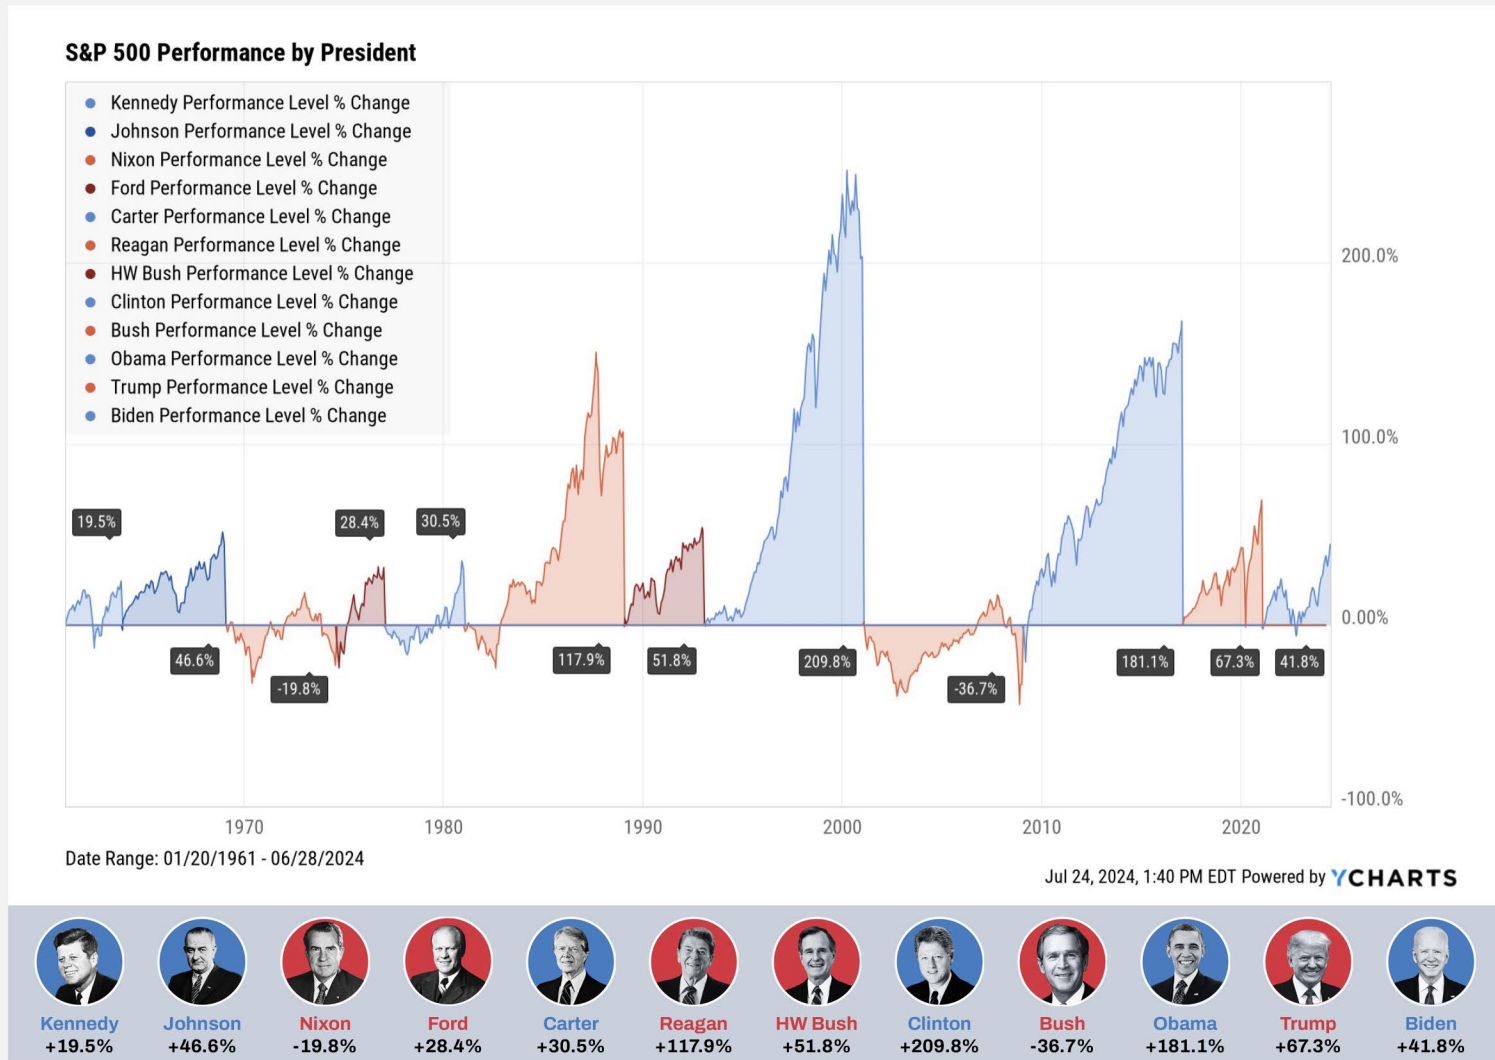 S&P 500 Performance by President
Kennedy Performance Level % Change
Johnson Performance Level % Change
Nixon Performance Level % Change
Ford Performance Level % Change
Carter Performance Level % Change
Reagan Performance Level % Change
HW Bush Performance Level % Change
Clinton Performance Level % Change
Bush Performance Level % Change
Obama Performance Level % Change
Trump Performance Level % Change
Biden Performance Level % Change
200.0%
100.0%
0.00%
-100.0%
19.5%
28.4%
30.5%
46.6%
-19.8%
117.9%
51.8%
209.8%
-36.7%
181.1%
67.3%
41.8%
1970 1980 1990 2000 2010 2020
Date Range: 01/20/1961 - 06/28/2024
Jul 24, 2024, 1:40 PM EDT Powered by YCHARTS
Kennedy Johnson Nixon Ford Carter Reagan HW Bush Clinton Bush Obama Trump Biden
+19.5% +46.6% -19.8% +28.4% +30.5% +117.9% +51.8% +209.8% -36.7% +181.1% +67.3% +41.8%